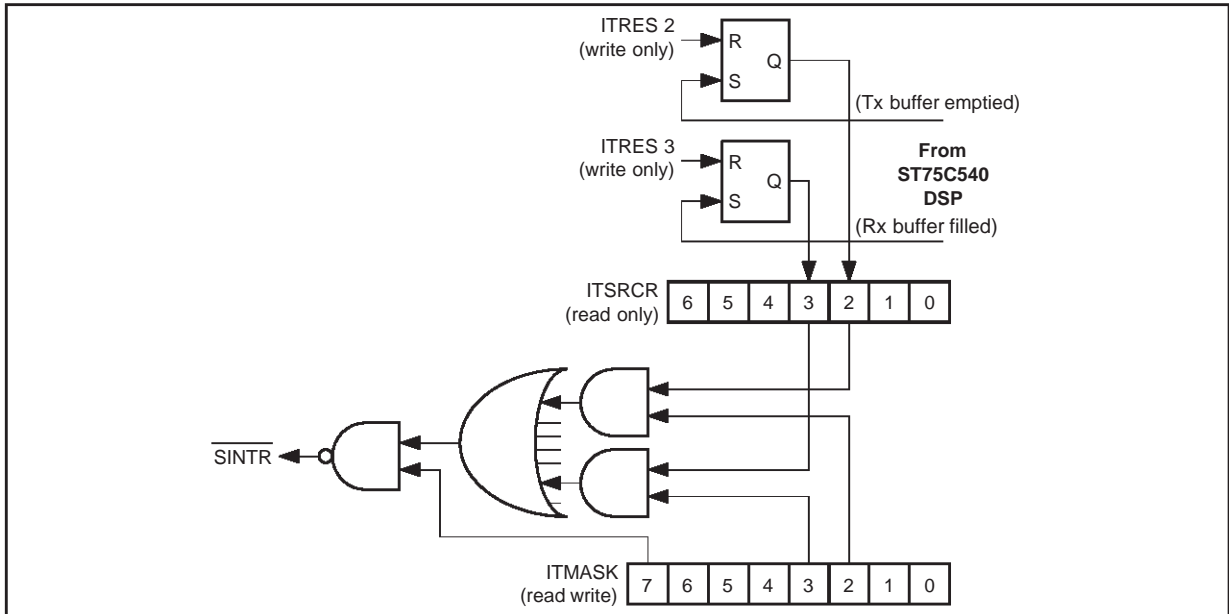 ITRES 2
(write only)
R
Q
S
(Tx buffer emptied)
ITRES 3
(write only)
R
Q
S
From
ST75C540
DSP
(Rx buffer filled)
ITSRCR
(read only)
6 5 4 3 2 1 0
SINTR
ITMASK
(read write)
7 6 5 4 3 2 1 0